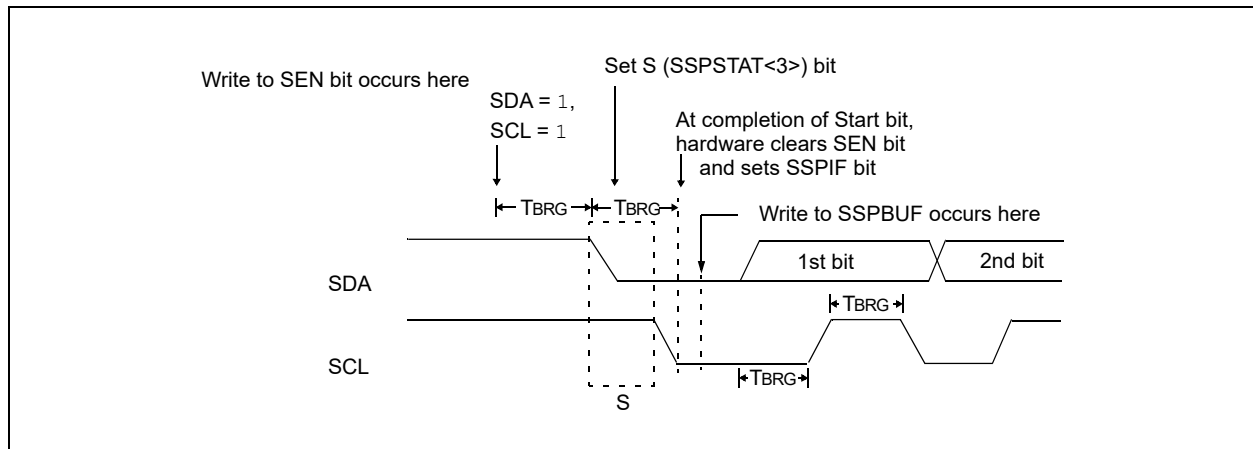 Write to SEN bit occurs here
Set S (SSPSTAT<3>) bit
SDA = 1,
SCL = 1
At completion of Start bit,
hardware clears SEN bit
and sets SSPIF bit
TBRG
TBRG
Write to SSPBUF occurs here
SDA
1st bit
2nd bit
TBRG
SCL
TBRG
S